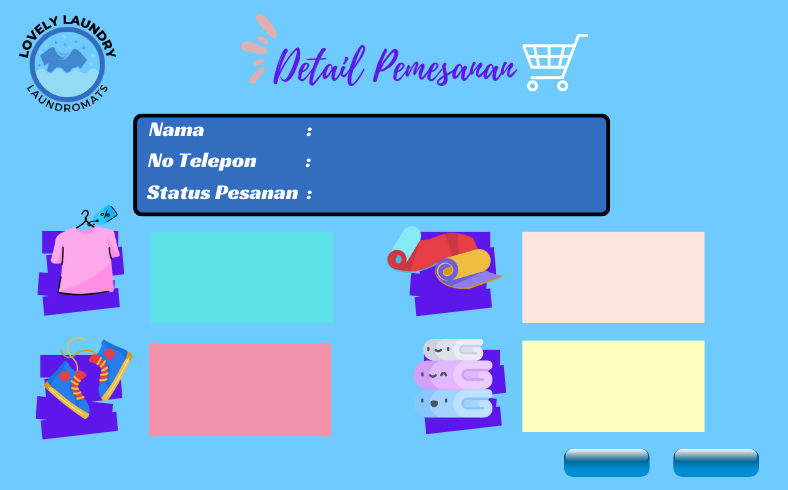 LOVELY LAUNDRY
LAUNDROMATS
Detail Pemesanan
Nama :
No Telepon :
Status Pesanan :
%